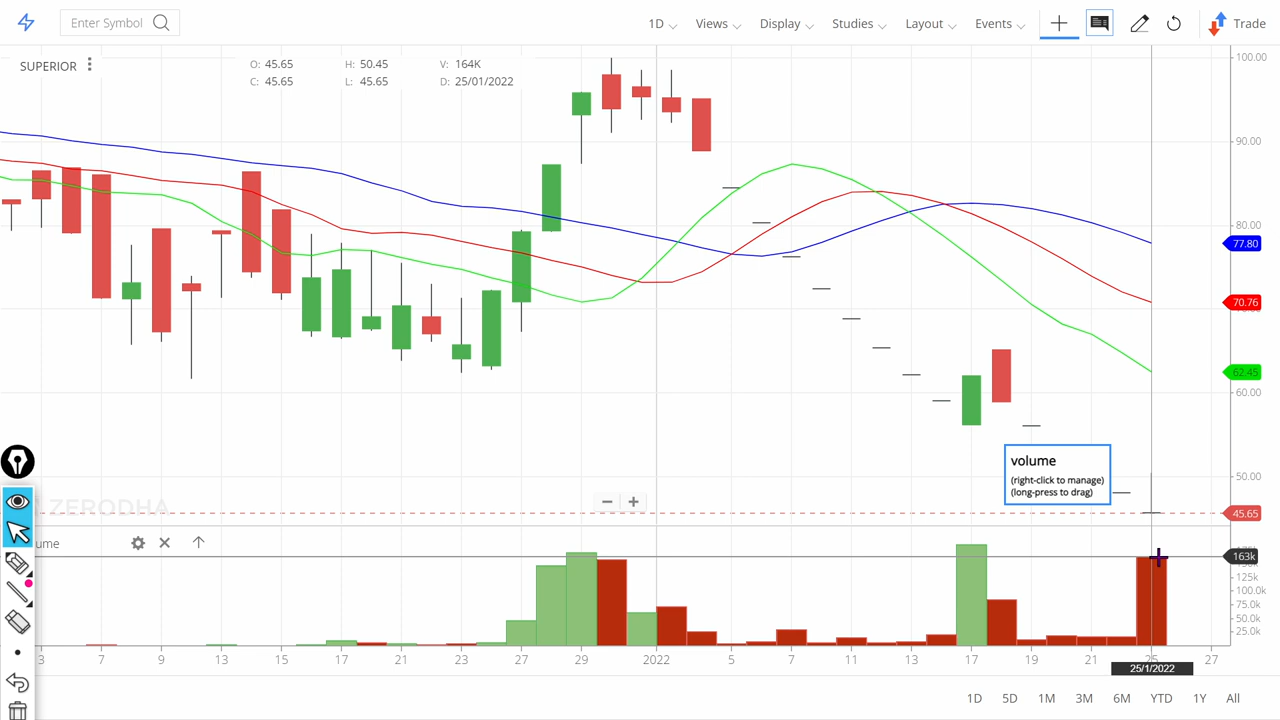 Enter Symbol
1D Views Display Studies Layout Events Trade
SUPERIOR
O: 45.65 H: 50.45 V: 164K
C: 45.65 L: 45.65 D: 25/01/2022
100.00
90.00
80.00
77.80
70.76
62.45
60.00
50.00
45.65
volume
(right-click to manage)
(long-press to drag)
ZERODHA
ume
163k
125k
100.0k
75.0k
50.0k
25.0k
3 7 9 13 15 17 21 23 27 29 2022 5 7 11 13 17 19 25 27
25/1/2022
1D 5D 1M 3M 6M YTD 1Y All